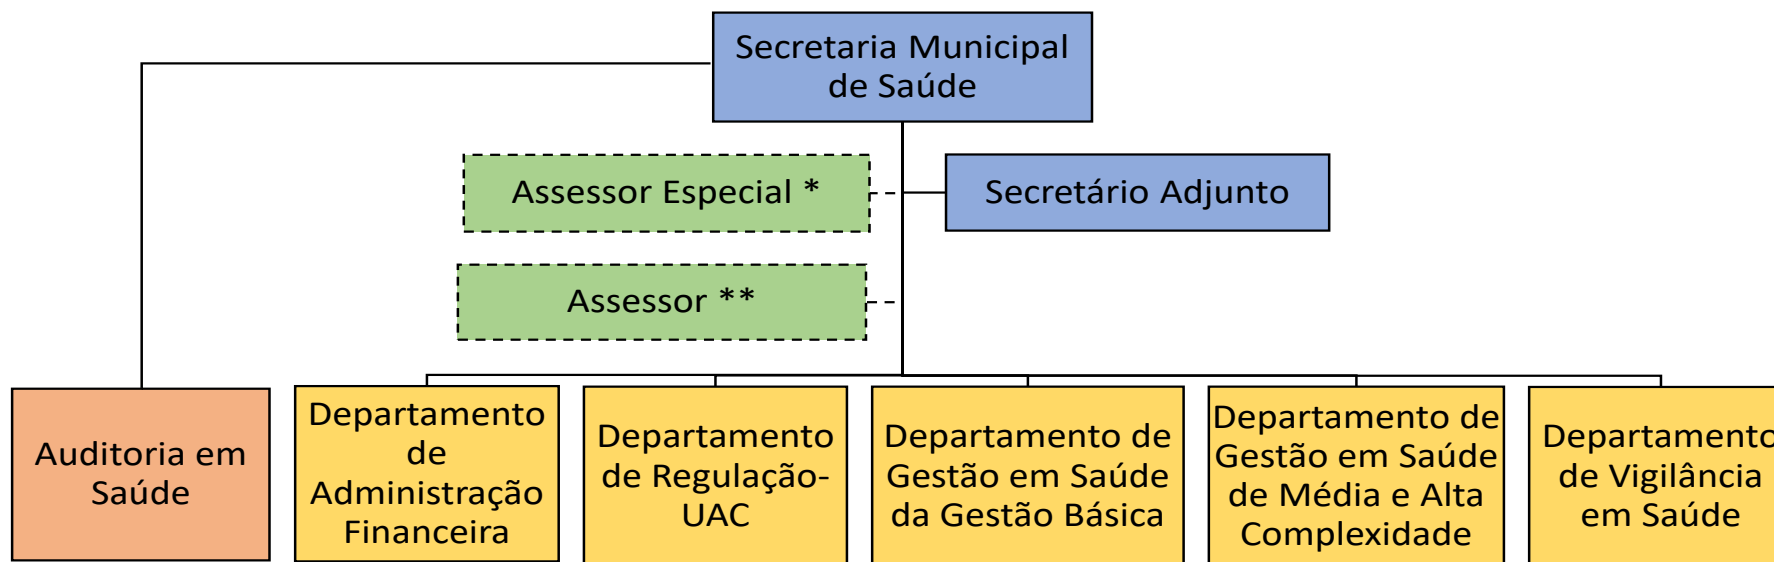 Secretaria Municipal
de Saúde
Assessor Especial *
Secretário Adjunto
Assessor **
Auditoria em
Saúde
Departamento
de
Administração
Financeira
Departamento
de Regulação-
UAC
Departamento de
Gestão em Saúde
da Gestão Básica
Departamento de
Gestão em Saúde
de Média e Alta
Complexidade
Departamento
de Vigilância
em Saúde